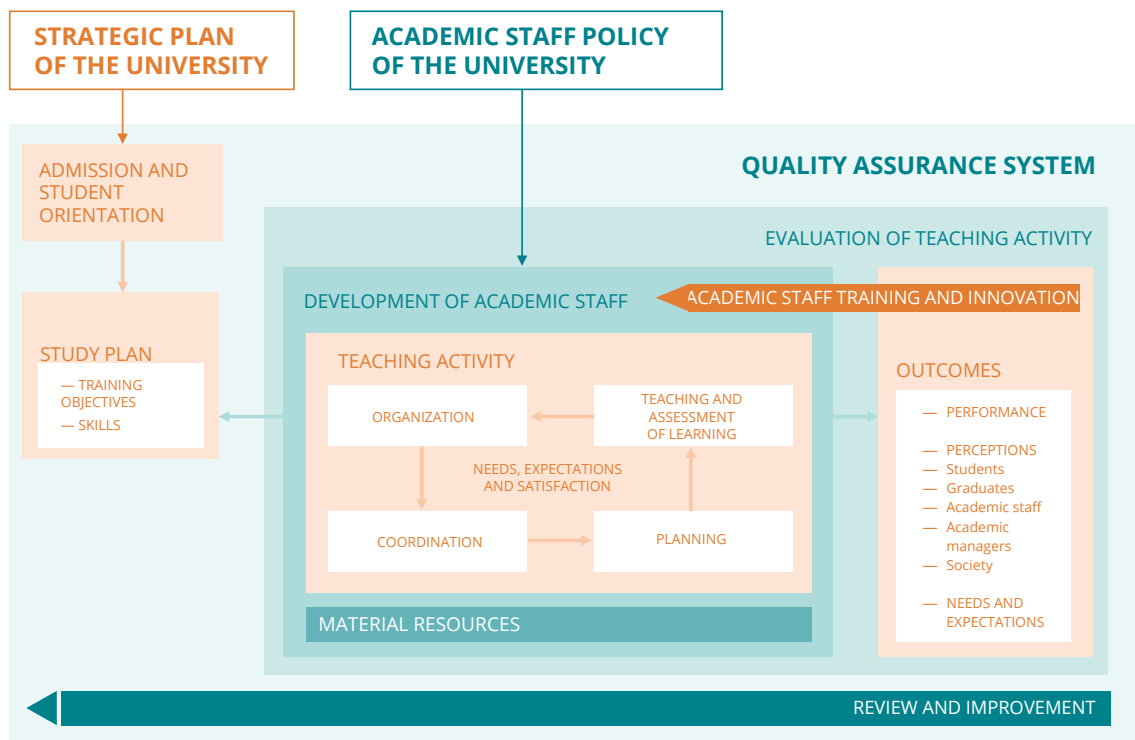 STRATEGIC PLAN
OF THE UNIVERSITY
ACADEMIC STAFF POLICY
OF THE UNIVERSITY
QUALITY ASSURANCE SYSTEM
ADMISSION AND
STUDENT
ORIENTATION
EVALUATION OF TEACHING ACTIVITY
DEVELOPMENT OF ACADEMIC STAFF
ACADEMIC STAFF TRAINING AND INNOVATION
STUDY PLAN
— TRAINING
OBJECTIVES
— SKILLS
TEACHING ACTIVITY
ORGANIZATION
TEACHING AND
ASSESSMENT
OF LEARNING
NEEDS, EXPECTATIONS
AND SATISFACTION
COORDINATION
PLANNING
MATERIAL RESOURCES
OUTCOMES
— PERFORMANCE
— PERCEPTIONS
— Students
— Graduates
— Academic staff
— Academic
managers
— Society
— NEEDS AND
EXPECTATIONS
REVIEW AND IMPROVEMENT